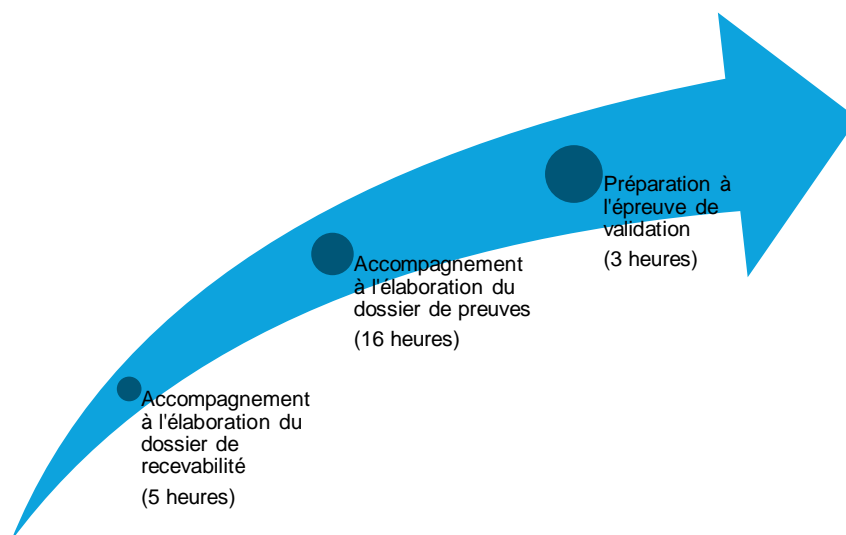 Accompagnement
à l'élaboration du
dossier de
recevabilité
(5 heures)
Accompagnement
à l'élaboration du
dossier de preuves
(16 heures)
Préparation à
l'épreuve de
validation
(3 heures)